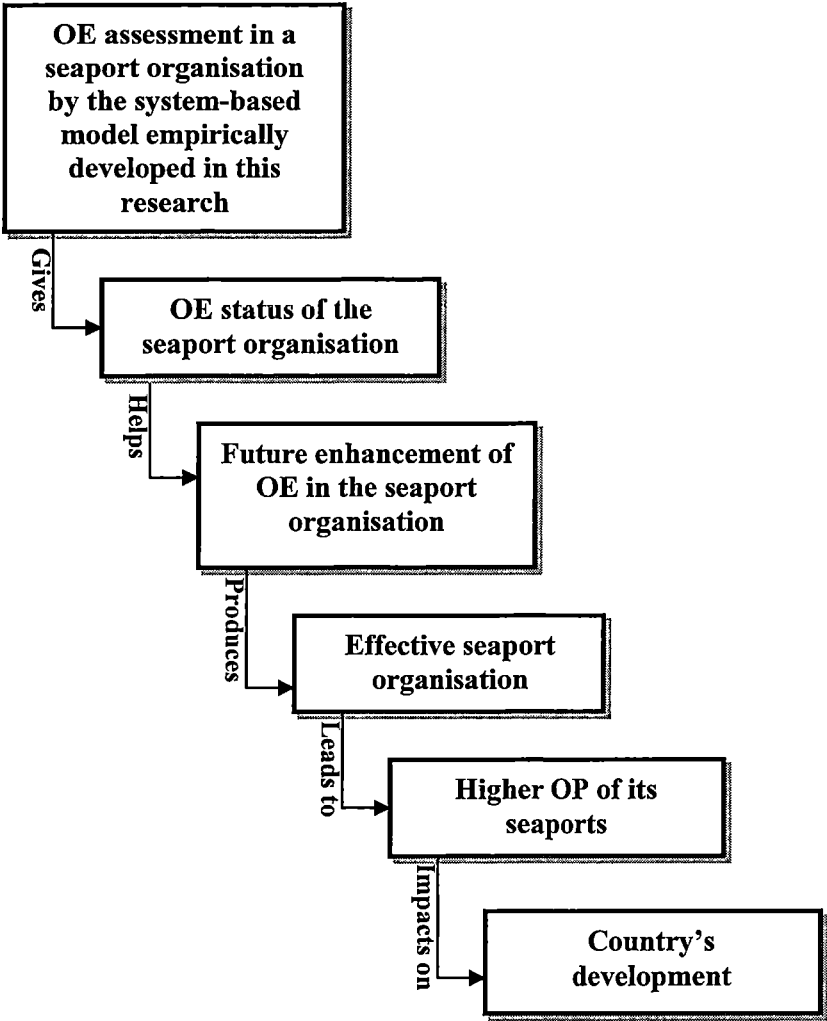 OE assessment in a
seaport organisation
by the system-based
model empirically
developed in this
research
Gives
OE status of the
seaport organisation
Helps
Future enhancement of
OE in the seaport
organisation
Produces
Effective seaport
organisation
Leads to
Higher OP of its
seaports
Impacts on
Country's
development